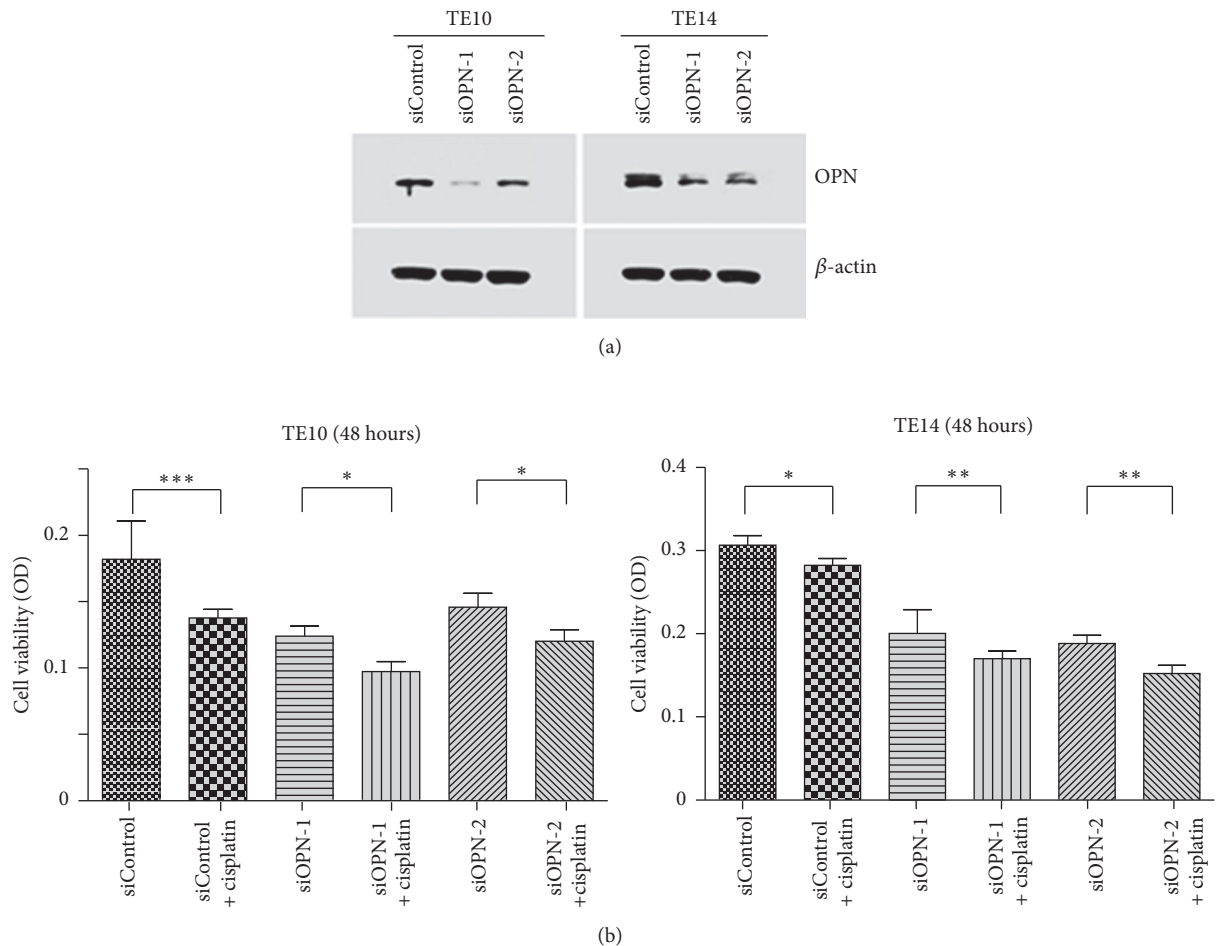 TE10
TE14
siControl
siOPN-1
siOPN-2
siControl
siOPN-1
siOPN-2
OPN
β-actin
(a)
TE10 (48 hours)
***
*
*
Cell viability (OD)
0.2
0.1
0
siControl
siControl
+ cisplatin
siOPN-1
siOPN-1
+ cisplatin
siOPN-2
siOPN-2
+ cisplatin
TE14 (48 hours)
*
**
**
Cell viability (OD)
0.4
0.3
0.2
0.1
0
siControl
siControl
+ cisplatin
siOPN-1
siOPN-1
+ cisplatin
siOPN-2
siOPN-2
+ cisplatin
(b)